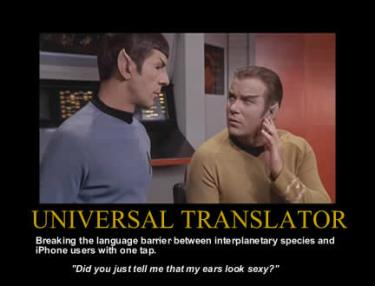 UNIVERSAL TRANSLATOR
Breaking the language barrier between interplanetary species and
iPhone users with one tap.
"Did you just tell me that my ears look sexy?"